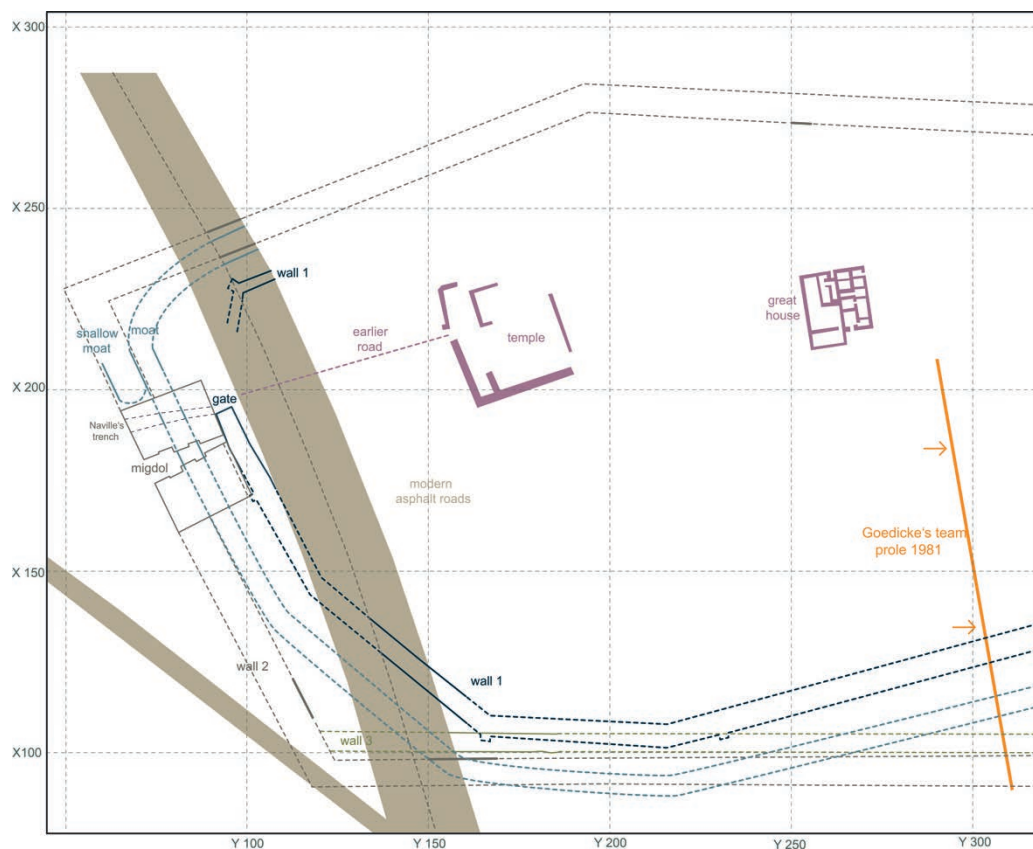 X 300
X 250
wall 1
great
house
shallow
moat
moat
earlier
road
temple
X 200
gate
Naville's
trench
migdol
modern
asphalt roads
Goedicke's team
prole 1981
X 150
wall 2
wall 1
wall 3
X100
Y 100
Y 150
Y 200
Y 250
Y 300